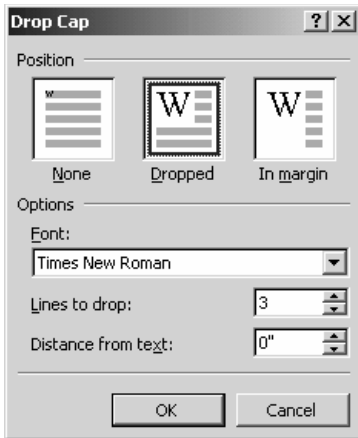 Drop Cap ? X
Position
w W W
None Dropped In margin
Options
Font:
Times New Roman
Lines to drop: 3
Distance from text: 0"
OK Cancel